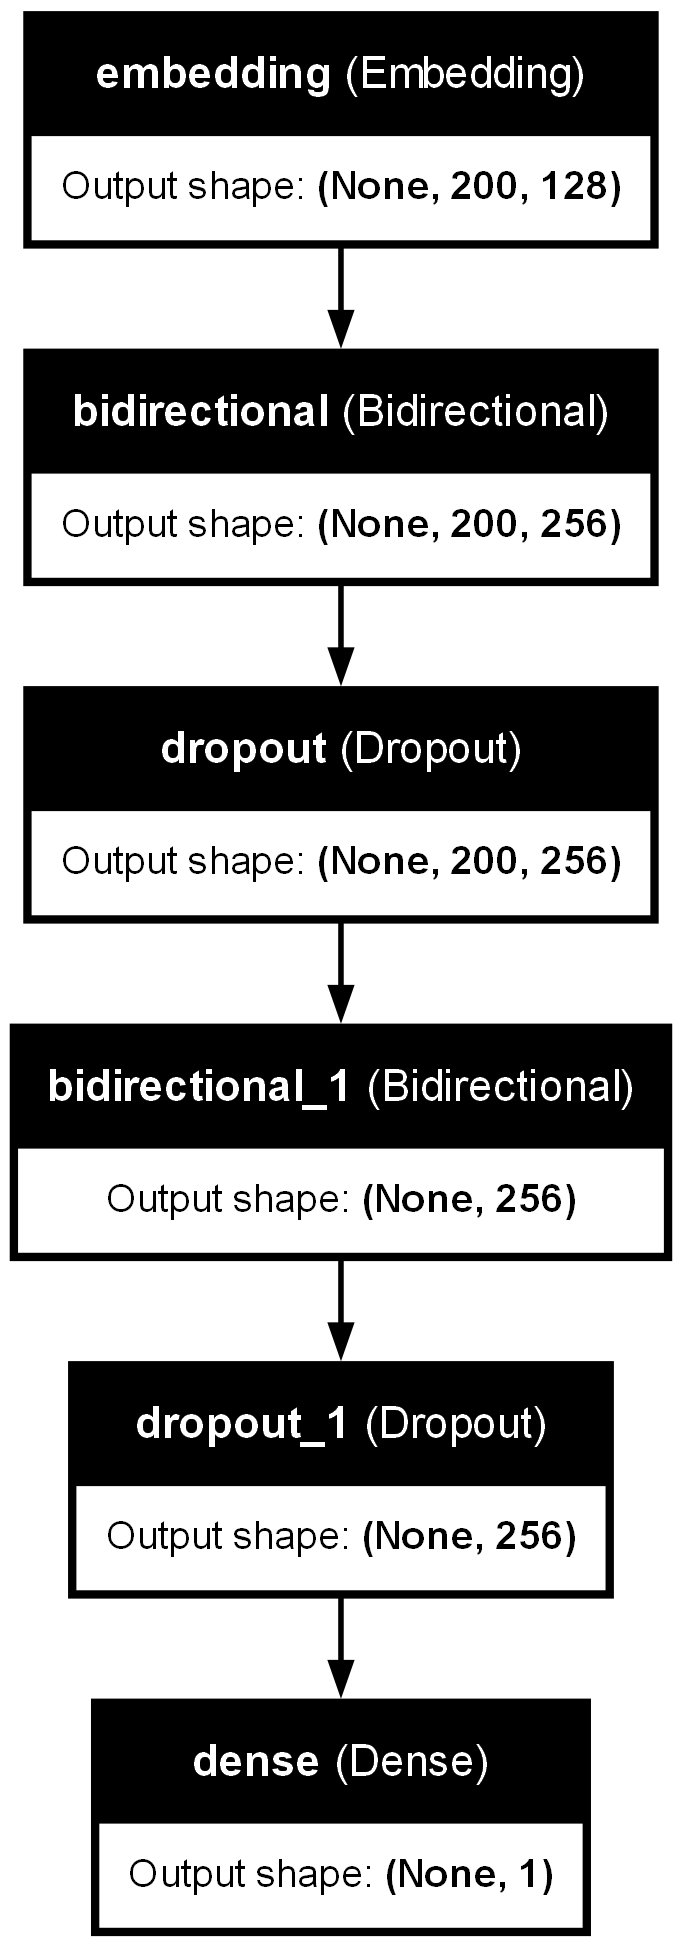 embedding (Embedding)
Output shape: (None, 200, 128)
bidirectional (Bidirectional)
Output shape: (None, 200, 256)
dropout (Dropout)
Output shape: (None, 200, 256)
bidirectional_1 (Bidirectional)
Output shape: (None, 256)
dropout_1 (Dropout)
Output shape: (None, 256)
dense (Dense)
Output shape: (None, 1)